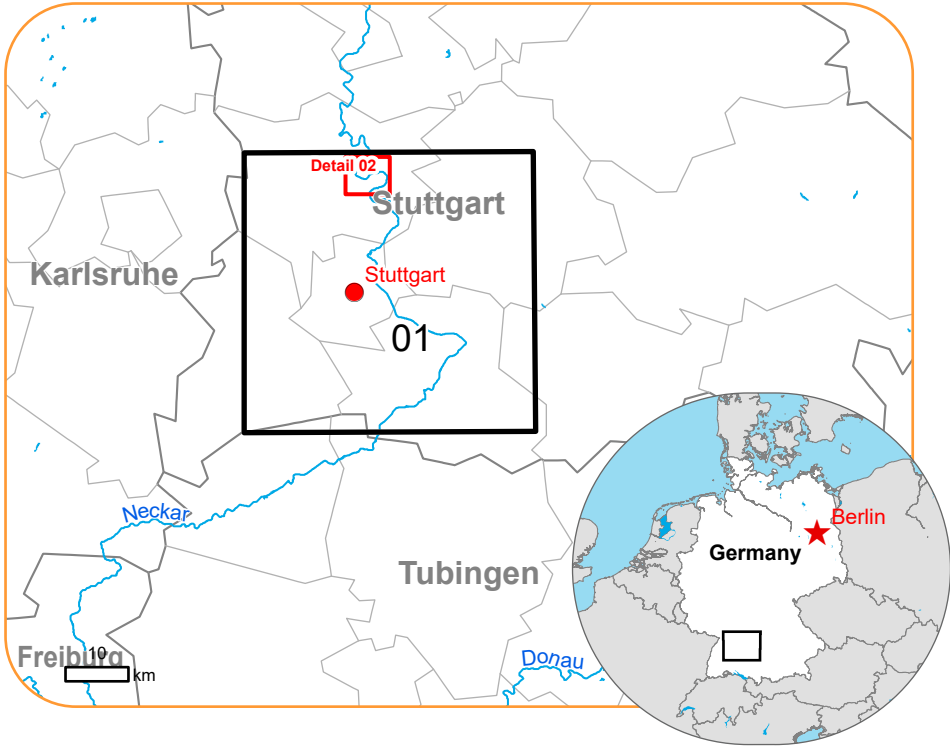 Detail 02
Stuttgart
Karlsruhe
Stuttgart
01
Neckar
Berlin
Germany
Tubingen
Donau
Freiburg
10
km